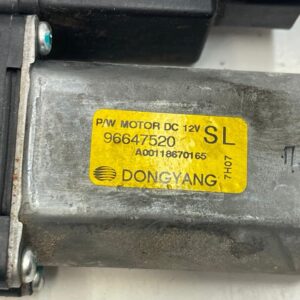 P/W MOTOR DC 12V SL
96647520
A00118670165
7H07
DONGYANG